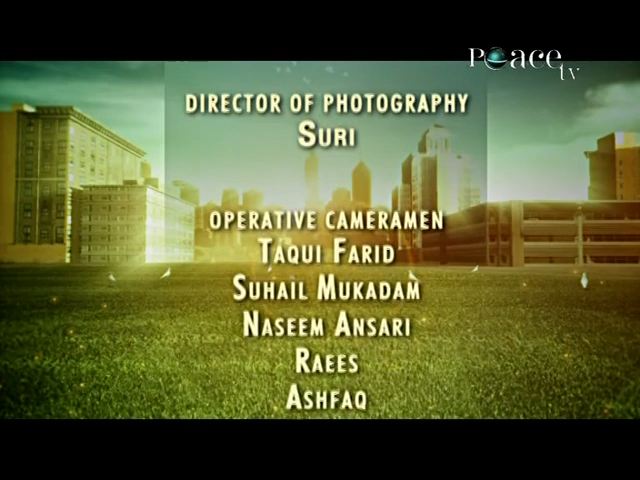 Peace tv
DIRECTOR OF PHOTOGRAPHY
SURI
OPERATIVE CAMERAMEN
TAQUI FARID
SUHAIL MUKADAM
NASEEM ANSARI
RAEES
ASHFAQ